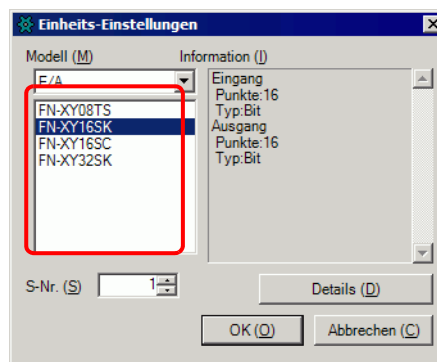 Einheits-Einstellungen
Modell (M)
Information (I)
E/A
FN-XY08TS
FN-XY16SK
FN-XY16SC
FN-XY32SK
Eingang
Punkte:16
Typ:Bit
Ausgang
Punkte:16
Typ:Bit
S-Nr. (S)
1
Details (D)
OK (O)
Abbrechen (C)